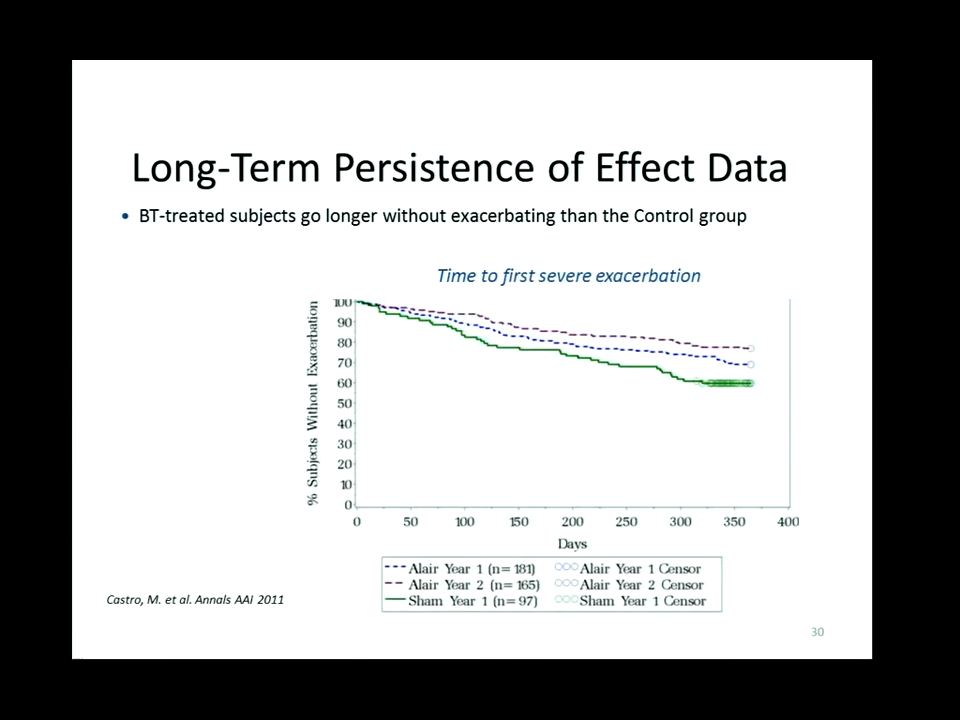 Long-Term Persistence of Effect Data
• BT-treated subjects go longer without exacerbating than the Control group
Time to first severe exacerbation
% Subjects Without Exacerbation
100
90
80
70
60
50
40
30
20
10
0
0 50 100 150 200 250 300 350 400
Days
Alair Year 1 (n=181) Alair Year 1 Censor
Alair Year 2 (n=165) Alair Year 2 Censor
Sham Year 1 (n=97) Sham Year 1 Censor
Castro, M. et al. Annals AAI 2011
30